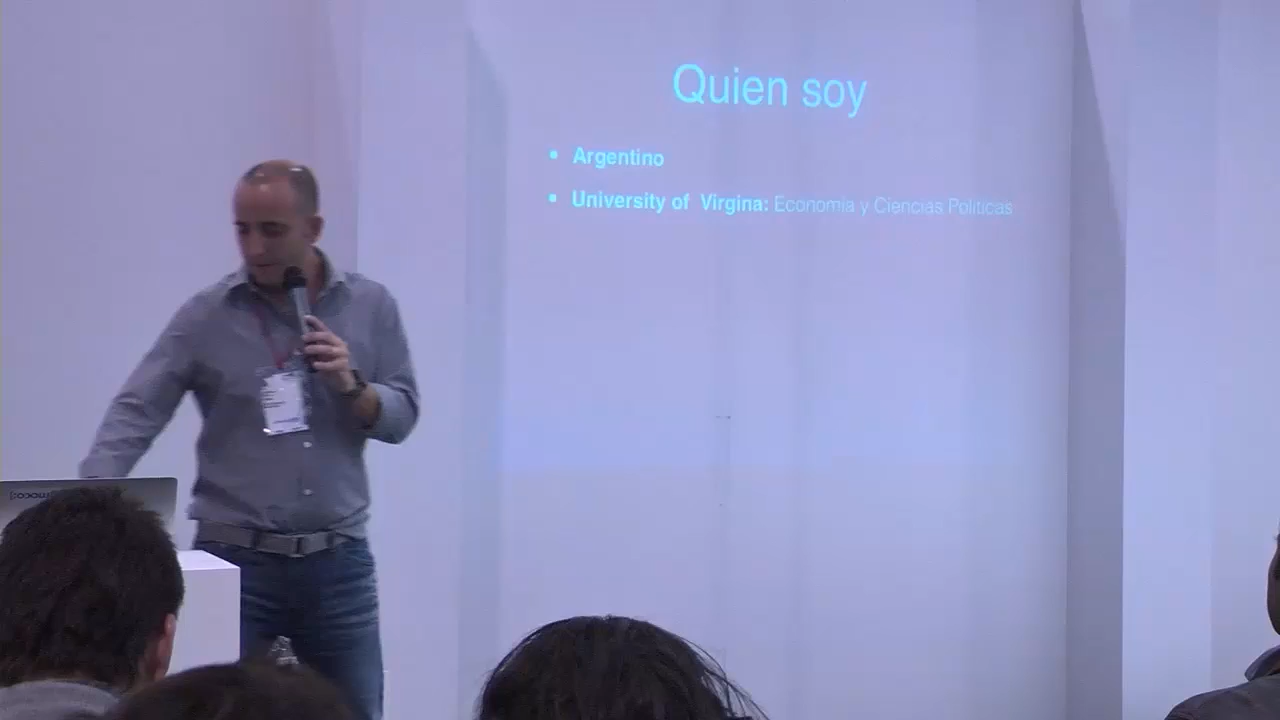 Quien soy
• Argentino
• University of Virgina: Economia y Ciencias Politicas